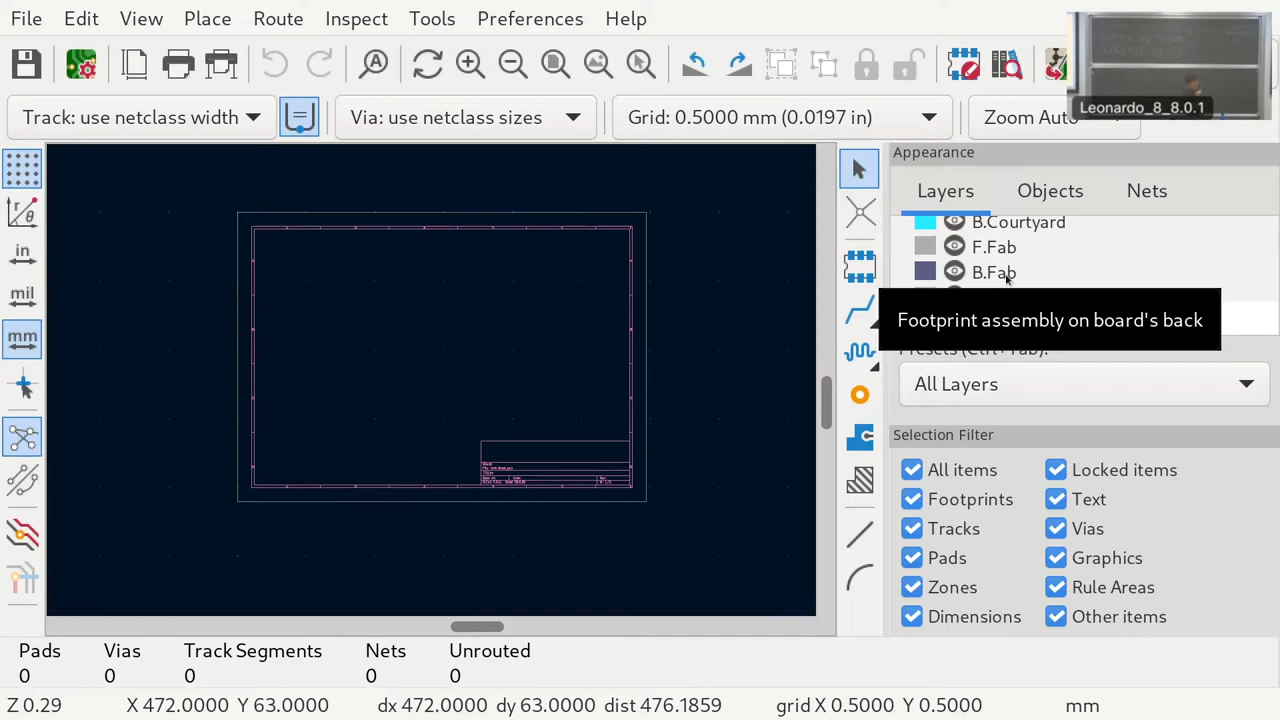 File Edit View Place Route Inspect Tools Preferences Help
Leonardo_8_8.0.1
Track: use netclass width
Via: use netclass sizes
Grid: 0.5000 mm (0.0197 in)
Zoom Auto
r
θ
in
mil
mm
Appearance
Layers Objects Nets
B.Courtyard
F.Fab
B.Fab
Footprint assembly on board's back
Presets (Ctrl+Tab):
All Layers
Selection Filter
All items Locked items
Footprints Text
Tracks Vias
Pads Graphics
Zones Rule Areas
Dimensions Other items
Pads Vias Track Segments Nets Unrouted
0 0 0 0 0
Z 0.29 X 472.0000 Y 63.0000 dx 472.0000 dy 63.0000 dist 476.1859 grid X 0.5000 Y 0.5000 mm